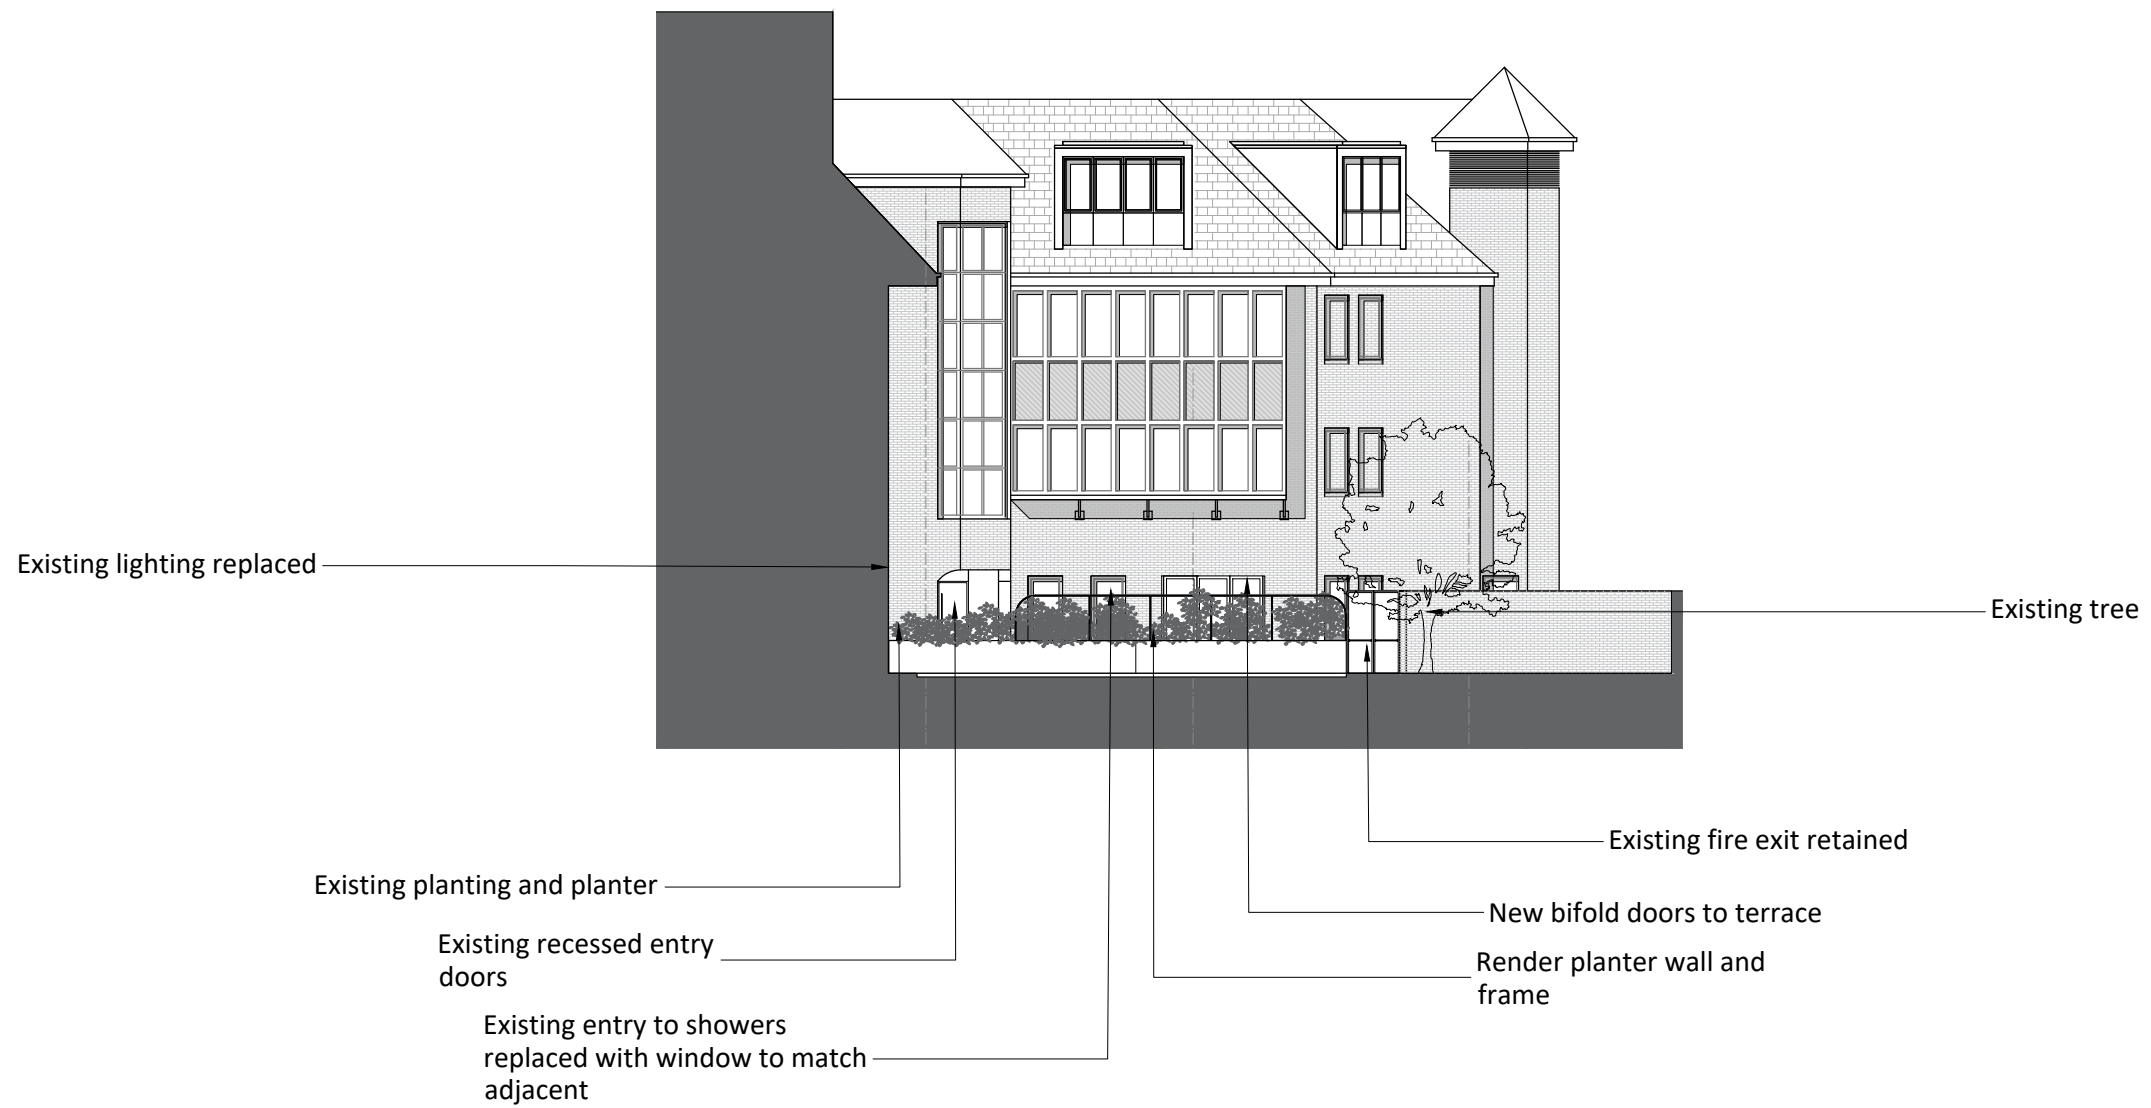 Existing lighting replaced
Existing tree
Existing fire exit retained
Existing planting and planter
New bifold doors to terrace
Existing recessed entry
doors
Render planter wall and
frame
Existing entry to showers
replaced with window to match
adjacent